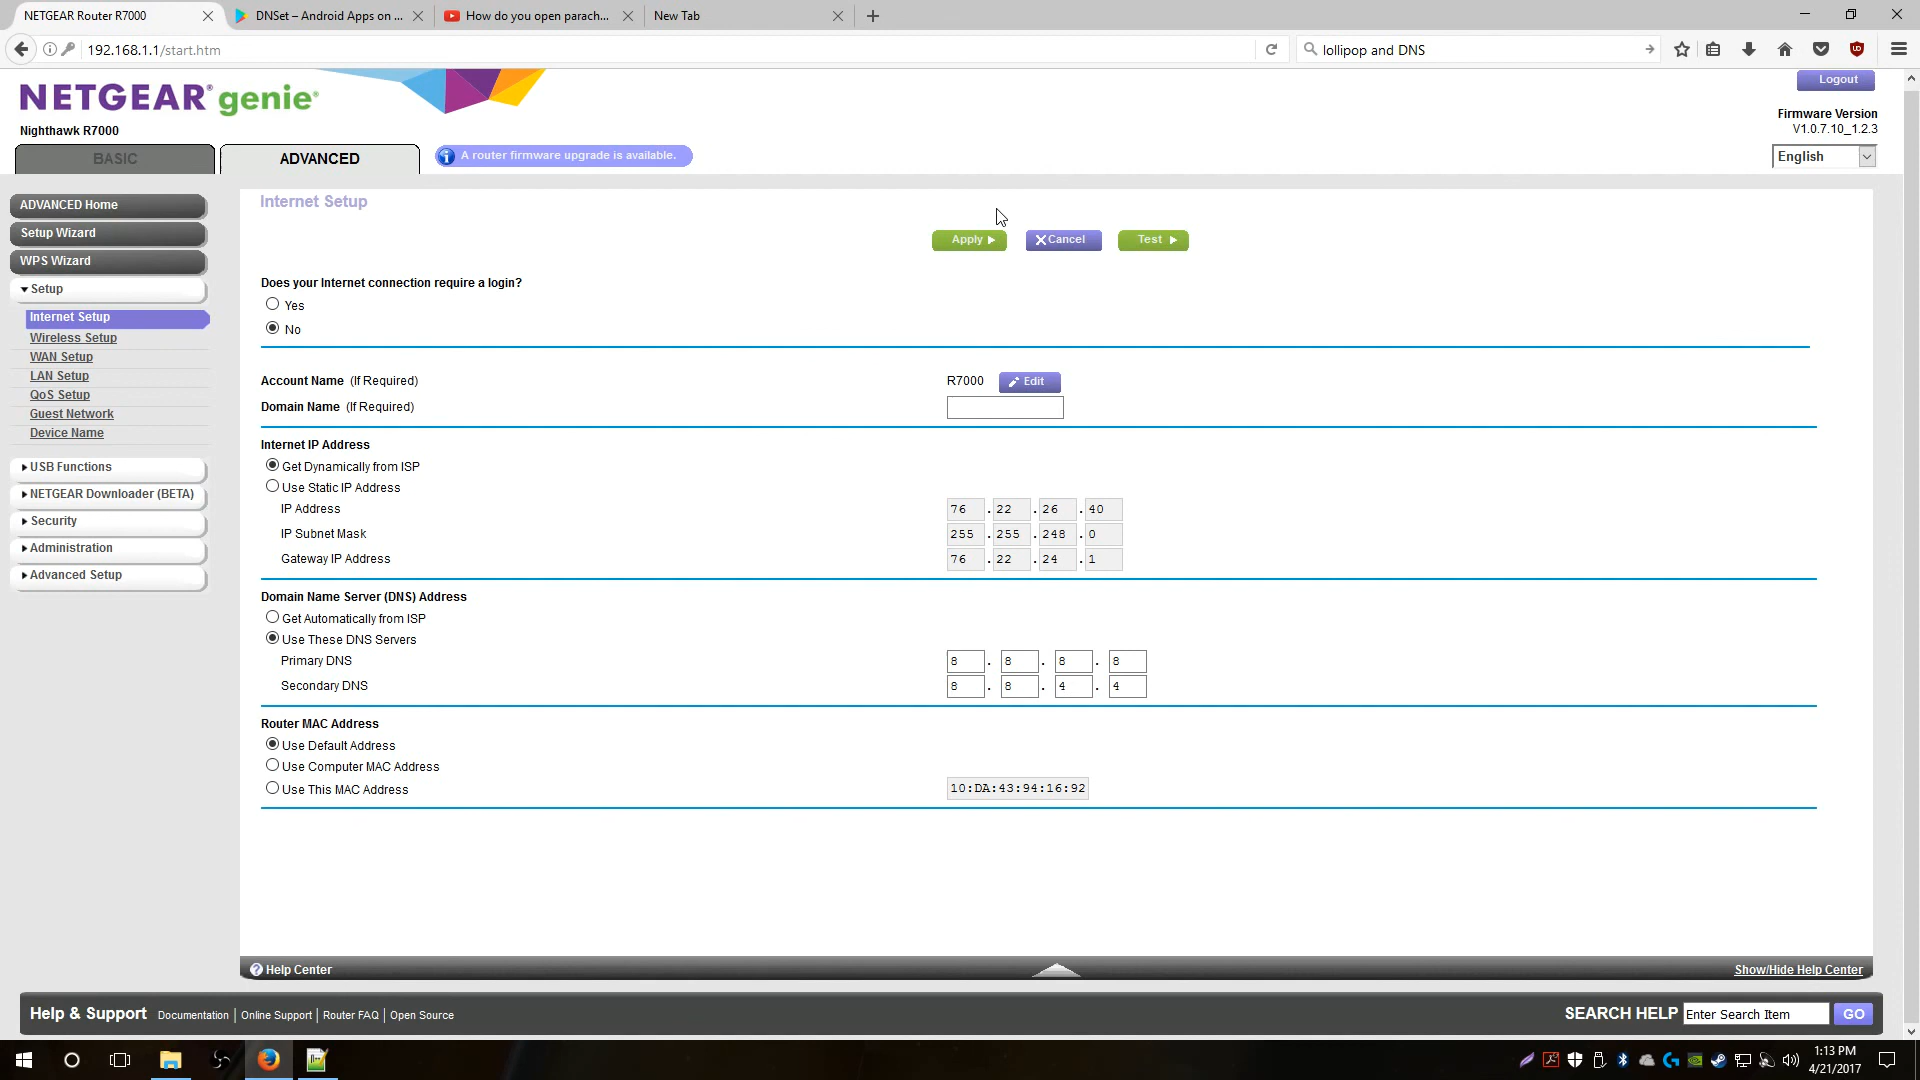 NETGEAR Router R7000
DNSet – Android Apps on ...
How do you open parach...
New Tab
192.168.1.1/start.htm
lollipop and DNS
NETGEAR® genie®
Logout
Nighthawk R7000
Firmware Version
V1.0.7.10_1.2.3
BASIC
ADVANCED
A router firmware upgrade is available.
English
ADVANCED Home
Setup Wizard
WPS Wizard
Setup
Internet Setup
Wireless Setup
WAN Setup
LAN Setup
QoS Setup
Guest Network
Device Name
USB Functions
NETGEAR Downloader (BETA)
Security
Administration
Advanced Setup
Internet Setup
Apply
Cancel
Test
Does your Internet connection require a login?
Yes
No
Account Name (If Required)
R7000
Edit
Domain Name (If Required)
Internet IP Address
Get Dynamically from ISP
Use Static IP Address
IP Address
76 . 22 . 26 . 40
IP Subnet Mask
255 . 255 . 248 . 0
Gateway IP Address
76 . 22 . 24 . 1
Domain Name Server (DNS) Address
Get Automatically from ISP
Use These DNS Servers
Primary DNS
8 . 8 . 8 . 8
Secondary DNS
8 . 8 . 4 . 4
Router MAC Address
Use Default Address
Use Computer MAC Address
Use This MAC Address
10:DA:43:94:16:92
Help Center
Show/Hide Help Center
Help & Support
Documentation | Online Support | Router FAQ | Open Source
SEARCH HELP
Enter Search Item
GO
1:13 PM
4/21/2017